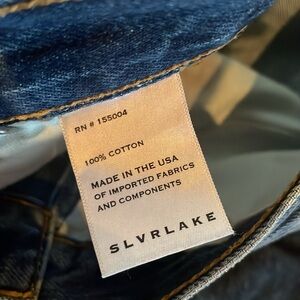 RN # 155004
100% COTTON
MADE IN THE USA
OF IMPORTED FABRICS
AND COMPONENTS
SLVRLAKE